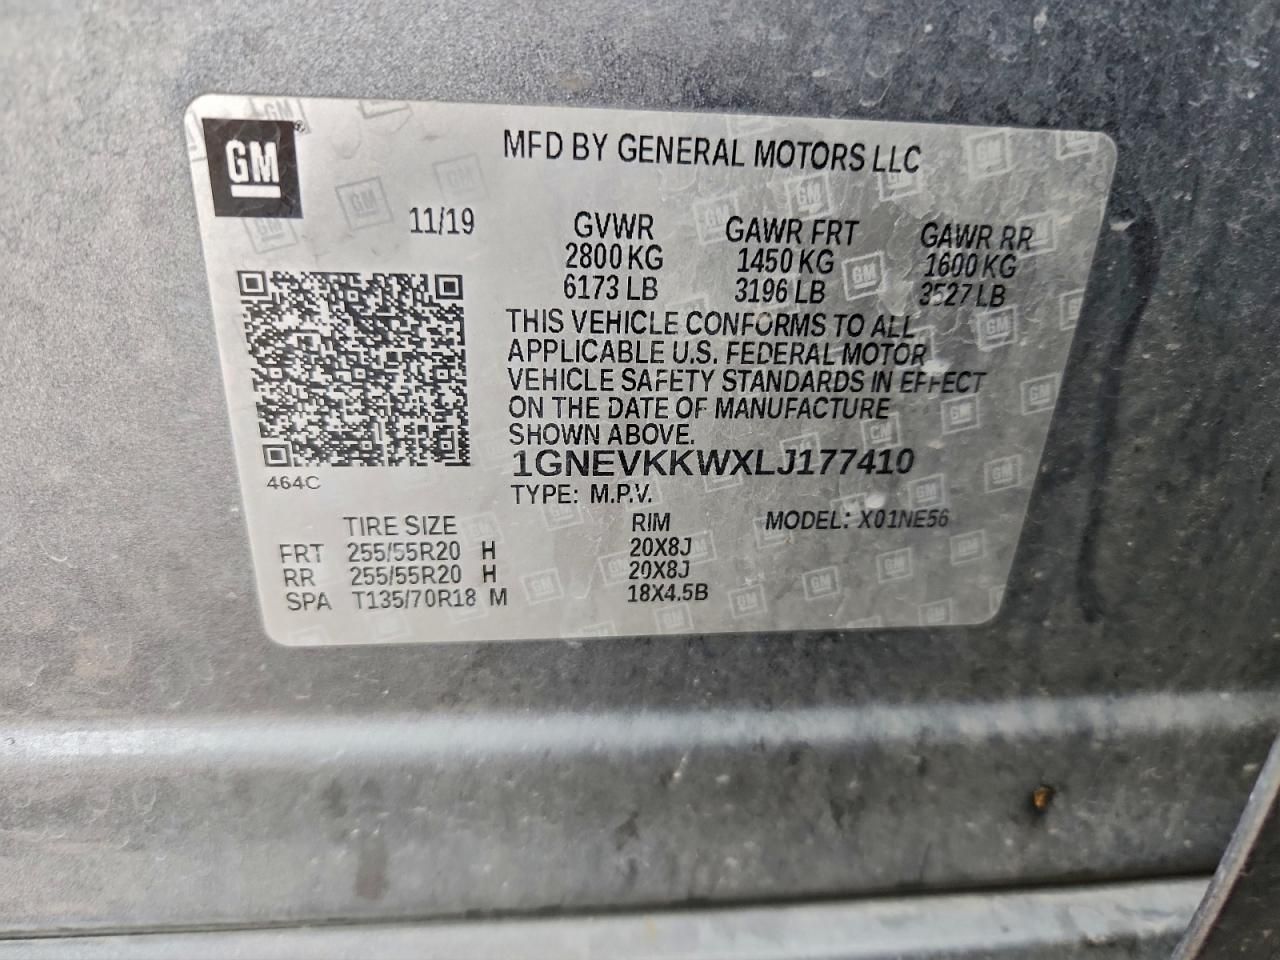 GM
MFD BY GENERAL MOTORS LLC
11/19
GVWR GAWR FRT GAWR RR
2800 KG 1450 KG 1600 KG
6173 LB 3196 LB 3527 LB
THIS VEHICLE CONFORMS TO ALL
APPLICABLE U.S. FEDERAL MOTOR
VEHICLE SAFETY STANDARDS IN EFFECT
ON THE DATE OF MANUFACTURE
SHOWN ABOVE.
1GNEVKKWXLJ177410
464C
TYPE: M.P.V.
TIRE SIZE RIM MODEL: X01NE56
FRT 255/55R20 H 20X8J
RR 255/55R20 H 20X8J
SPA T135/70R18 M 18X4.5B